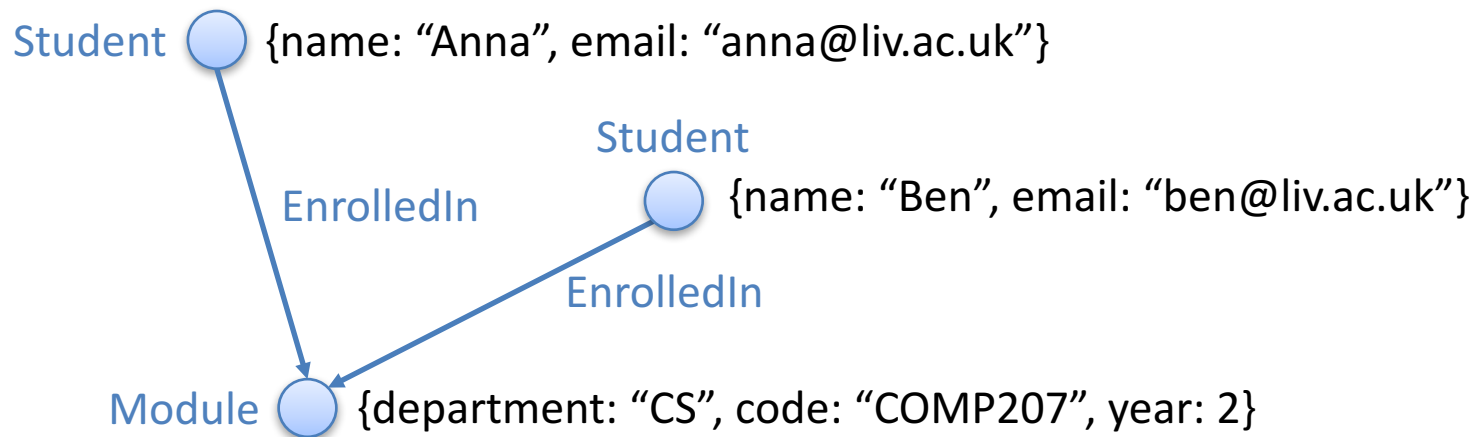 Student {name: “Anna”, email: “anna@liv.ac.uk”}
Student
EnrolledIn
{name: “Ben”, email: “ben@liv.ac.uk”}
EnrolledIn
Module {department: “CS”, code: “COMP207”, year: 2}